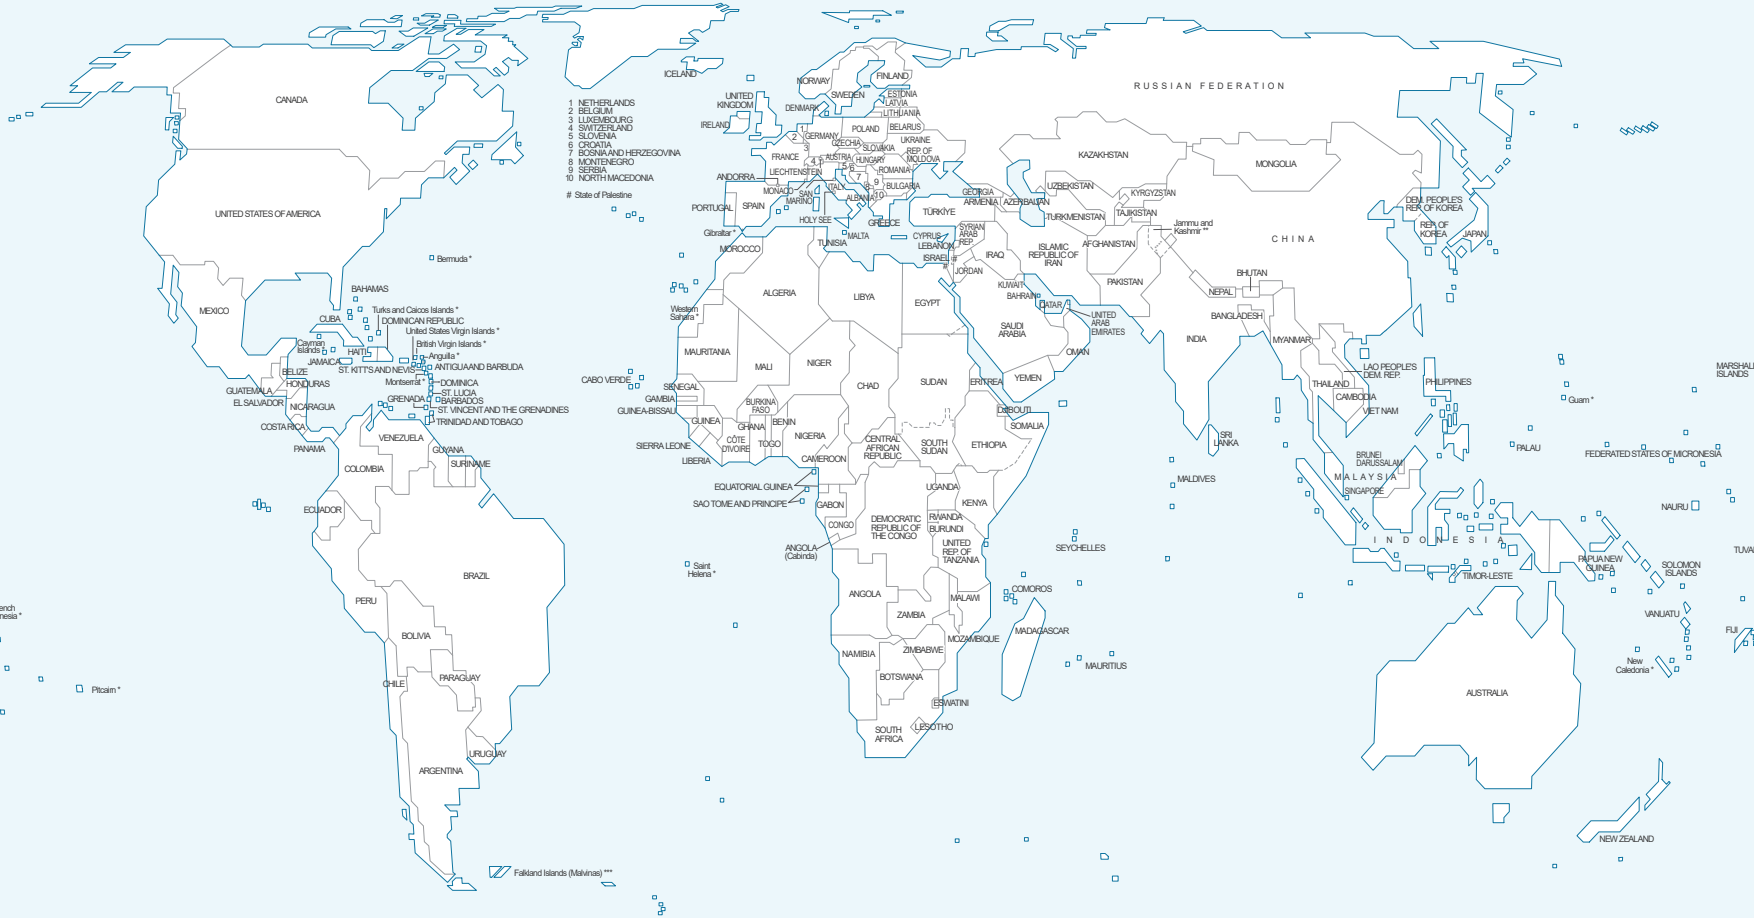 CANADA
UNITED STATES OF AMERICA
MEXICO
ICELAND
1 NETHERLANDS
2 BELGIUM
3 LUXEMBOURG
4 SWITZERLAND
5 SLOVENIA
6 CROATIA
7 BOSNIA AND HERZEGOVINA
8 MONTENEGRO
9 SERBIA
10 NORTH MACEDONIA
# State of Palestine
Bermuda *
BAHAMAS
Turks and Caicos Islands *
CUBA
DOMINICAN REPUBLIC
United States Virgin Islands *
British Virgin Islands *
Cayman
Islands *
HAITI
Anguilla *
JAMAICA
ST. KITTS AND NEVIS
ANTIGUA AND BARBUDA
BELIZE
Montserrat *
DOMINICA
HONDURAS
GUATEMALA
ST. LUCIA
EL SALVADOR
GRENADA
BARBADOS
NICARAGUA
ST. VINCENT AND THE GRENADINES
COSTA RICA
TRINIDAD AND TOBAGO
PANAMA
VENEZUELA
GUYANA
SURINAME
COLOMBIA
ECUADOR
BRAZIL
PERU
BOLIVIA
PARAGUAY
CHILE
URUGUAY
ARGENTINA
Falkland Islands (Malvinas) ***
ench
nesia *
Pitcairn *
NORWAY
FINLAND
SWEDEN
UNITED
KINGDOM
ESTONIA
LATVIA
DENMARK
LITHUANIA
IRELAND
1
2
3
GERMANY
POLAND
BELARUS
UKRAINE
CZECHIA
SLOVAKIA
FRANCE
AUSTRIA
HUNGARY
REP. OF
MOLDOVA
4
5
6
ROMANIA
LIECHTENSTEIN
ANDORRA
7
8
9
10
BULGARIA
MONACO
SAN
MARINO
ITALY
ALBANIA
PORTUGAL
SPAIN
HOLY SEE
GREECE
Gibraltar *
MALTA
TÜRKIYE
GEORGIA
ARMENIA
AZERBAIJAN
CYPRUS
SYRIAN
ARAB
REP.
LEBANON
ISRAEL
#
#
JORDAN
IRAQ
ISLAMIC
REPUBLIC OF
IRAN
KUWAIT
BAHRAIN
QATAR
UNITED
ARAB
EMIRATES
SAUDI
ARABIA
OMAN
YEMEN
MOROCCO
TUNISIA
ALGERIA
LIBYA
EGYPT
Western
Sahara *
MAURITANIA
MALI
NIGER
CHAD
SUDAN
ERITREA
DJIBOUTI
SOMALIA
CABO VERDE
SENEGAL
GAMBIA
GUINEA-BISSAU
GUINEA
SIERRA LEONE
LIBERIA
CÔTE
D'IVOIRE
BURKINA
FASO
GHANA
BENIN
TOGO
NIGERIA
CAMEROON
CENTRAL
AFRICAN
REPUBLIC
SOUTH
SUDAN
ETHIOPIA
EQUATORIAL GUINEA
SAO TOME AND PRINCIPE
GABON
CONGO
UGANDA
KENYA
DEMOCRATIC
REPUBLIC OF
THE CONGO
RWANDA
BURUNDI
UNITED
REP. OF
TANZANIA
ANGOLA
(Cabinda)
Saint
Helena *
ANGOLA
MALAWI
ZAMBIA
COMOROS
SEYCHELLES
MOZAMBIQUE
MADAGASCAR
MAURITIUS
NAMIBIA
ZIMBABWE
BOTSWANA
ESWATINI
LESOTHO
SOUTH
AFRICA
RUSSIAN FEDERATION
KAZAKHSTAN
MONGOLIA
UZBEKISTAN
KYRGYZSTAN
TURKMENISTAN
TAJIKISTAN
AFGHANISTAN
Jammu and
Kashmir **
CHINA
DEM. PEOPLE'S
REP. OF KOREA
REP. OF
KOREA
JAPAN
PAKISTAN
NEPAL
BHUTAN
BANGLADESH
INDIA
MYANMAR
LAO PEOPLE'S
DEM. REP.
THAILAND
CAMBODIA
VIET NAM
PHILIPPINES
SRI
LANKA
MALDIVES
BRUNEI
DARUSSALAM
MALAYSIA
SINGAPORE
INDONESIA
TIMOR-LESTE
Guam *
PALAU
FEDERATED STATES OF MICRONESIA
MARSHALL
ISLANDS
NAURU
PAPUA NEW
GUINEA
TUVA
SOLOMON
ISLANDS
VANUATU
FIJI
New
Caledonia *
AUSTRALIA
NEW ZEALAND